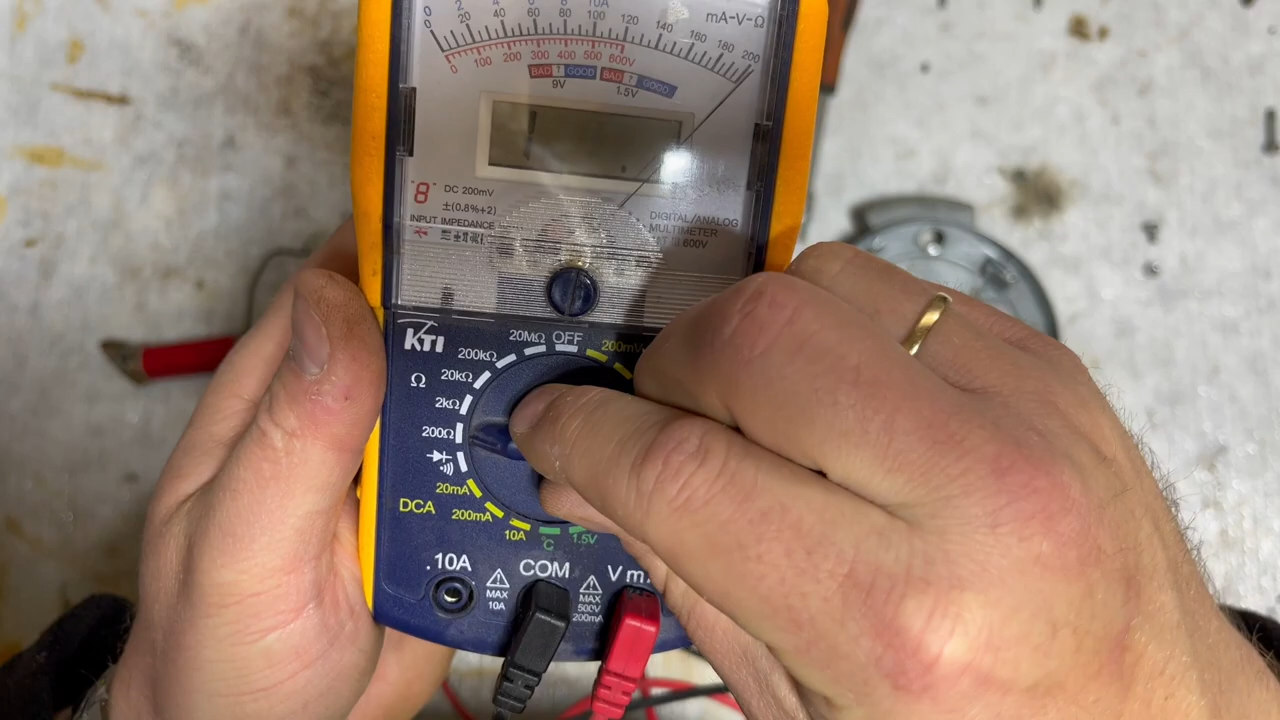 0 2 4 6 8 10A
0 20 40 60 80 100 120 140 160 180 200
mA-V-Ω
0 100 200 300 400 500 600V
BAD ? GOOD BAD ? GOOD
9V 1.5V
8 DC 200mV
±(0.8%+2)
INPUT IMPEDANCE
DIGITAL/ANALOG
MULTIMETER
III 600V
KTI
20MΩ OFF 200mV
200kΩ
20kΩ
Ω
2kΩ
200Ω
20mA
DCA
200mA
10A °C 1.5V
.10A COM V m
MAX
10A
MAX
500V
200mA